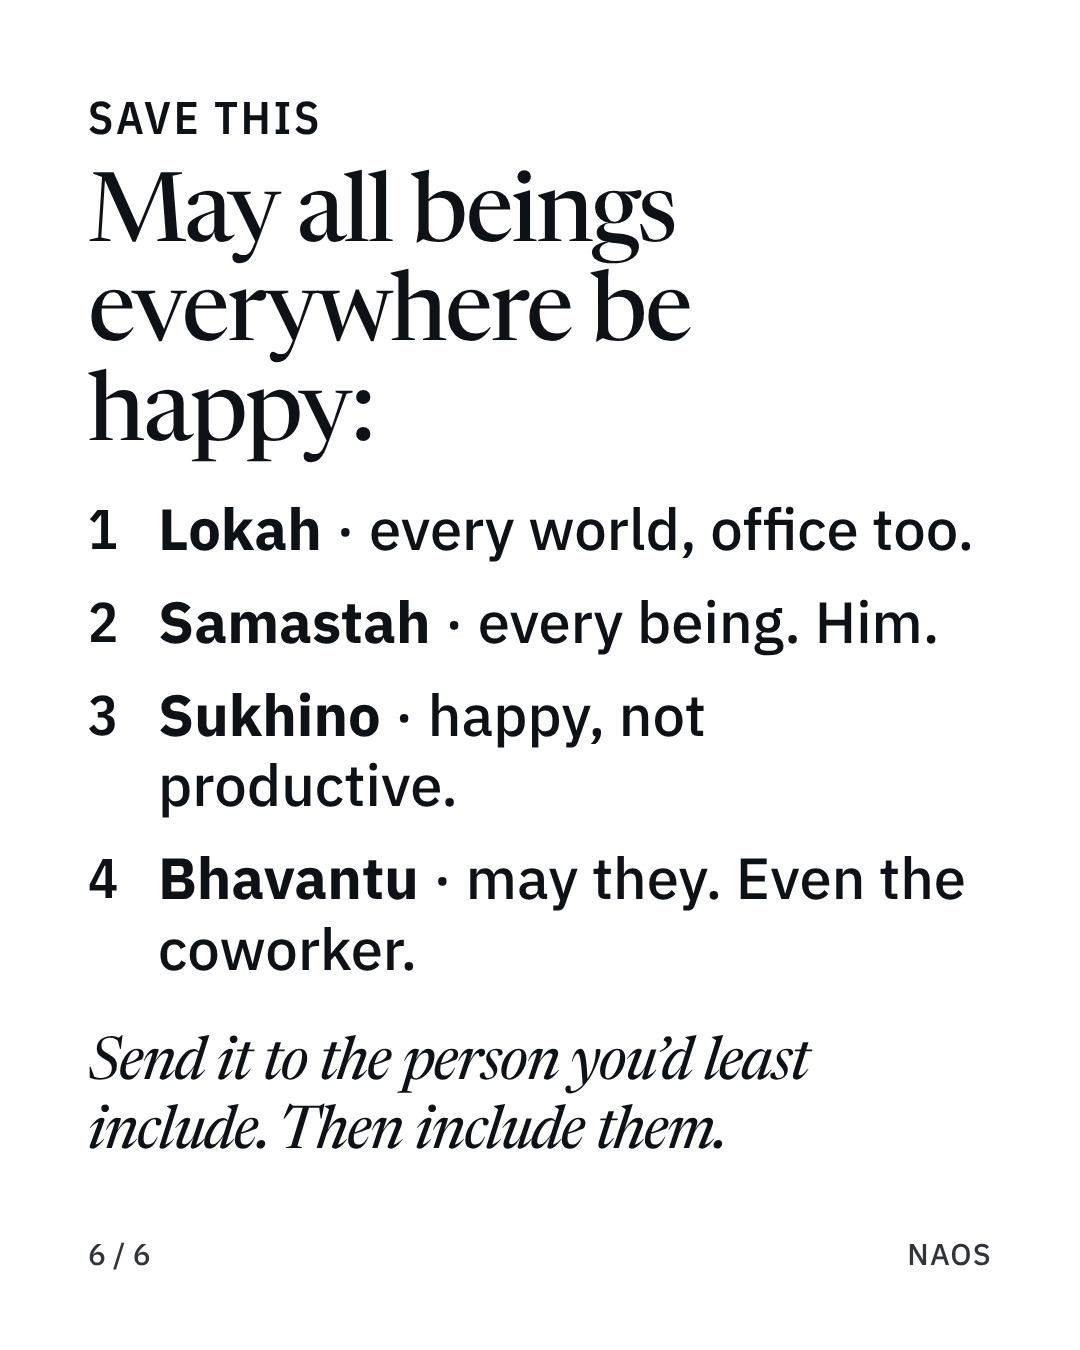 SAVE THIS
May all beings
everywhere be
happy:
1 Lokah · every world, office too.
2 Samastah · every being. Him.
3 Sukhino · happy, not
productive.
4 Bhavantu · may they. Even the
coworker.
Send it to the person you’d least
include. Then include them.
6 / 6
NAOS